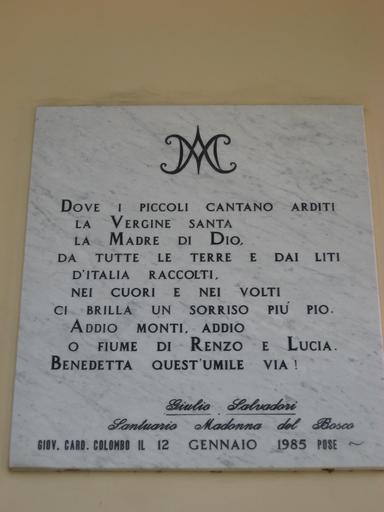 DOVE I PICCOLI CANTANO ARDITI
LA VERGINE SANTA
LA MADRE DI DIO,
DA TUTTE LE TERRE E DAI LITI
D'ITALIA RACCOLTI,
NEI CUORI E NEI VOLTI
CI BRILLA UN SORRISO PIÚ PIO.
ADDIO MONTI, ADDIO
O FIUME DI RENZO E LUCIA.
BENEDETTA QUEST'UMILE VIA!
Giulio Salvadori
Santuario Madonna del Bosco
GIOV. CARD. COLOMBO IL 12 GENNAIO 1985 POSE ~